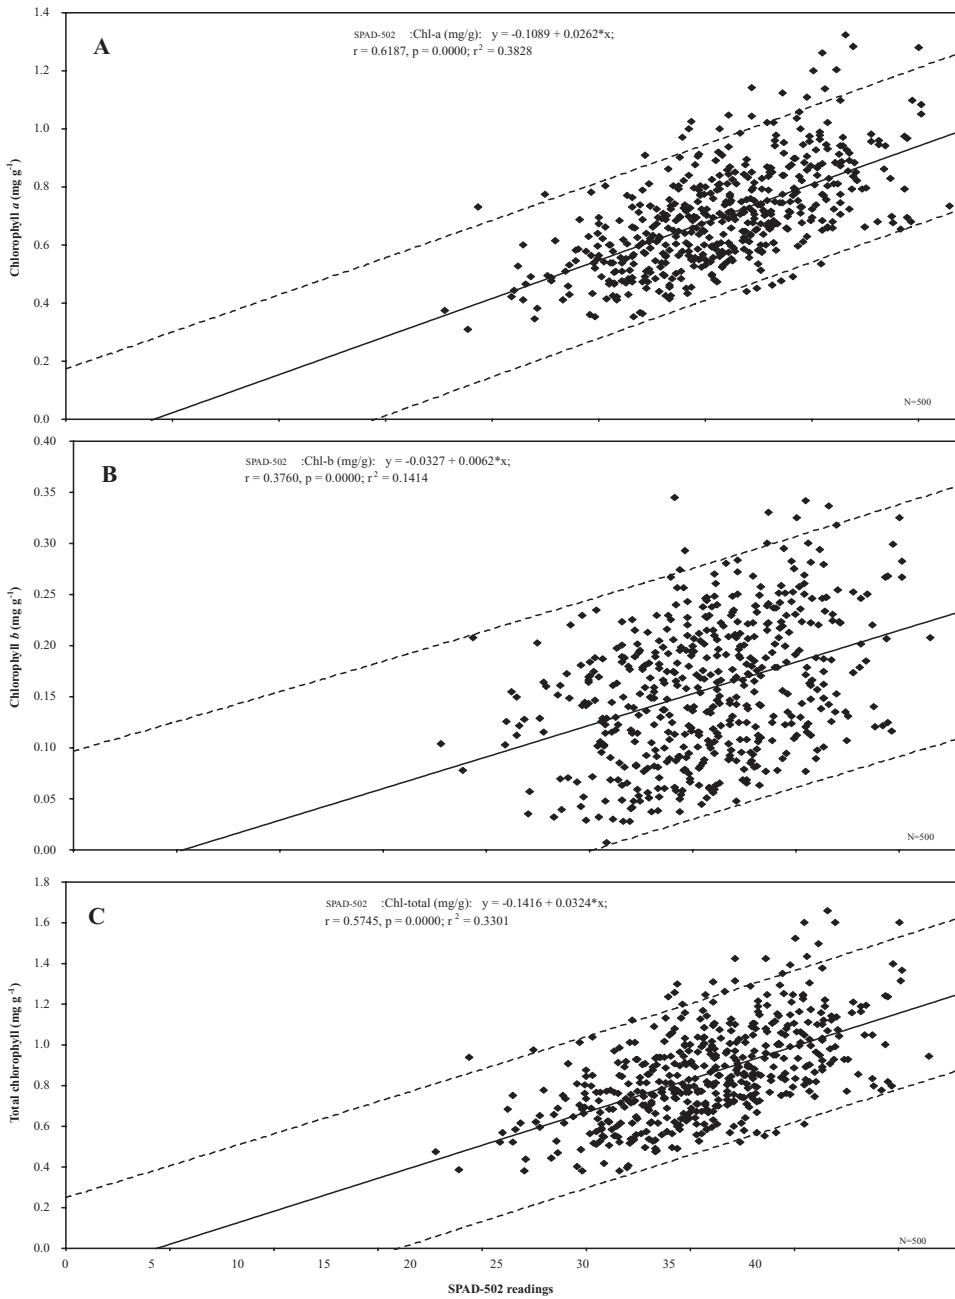 1.4
A
SPAD-502 :Chl-a (mg/g): y = -0.1089 + 0.0262*x;
r = 0.6187, p = 0.0000; r² = 0.3828
1.2
1.0
0.8
0.6
0.4
0.2
0.0
Chlorophyll a (mg g⁻¹)
N=500
0.40
B
SPAD-502 :Chl-b (mg/g): y = -0.0327 + 0.0062*x;
r = 0.3760, p = 0.0000; r² = 0.1414
0.35
0.30
0.25
0.20
0.15
0.10
0.05
0.00
Chlorophyll b (mg g⁻¹)
N=500
1.8
C
SPAD-502 :Chl-total (mg/g): y = -0.1416 + 0.0324*x;
r = 0.5745, p = 0.0000; r² = 0.3301
1.6
1.4
1.2
1.0
0.8
0.6
0.4
0.2
0.0
Total chlorophyll (mg g⁻¹)
N=500
0 5 10 15 20 25 30 35 40
SPAD-502 readings